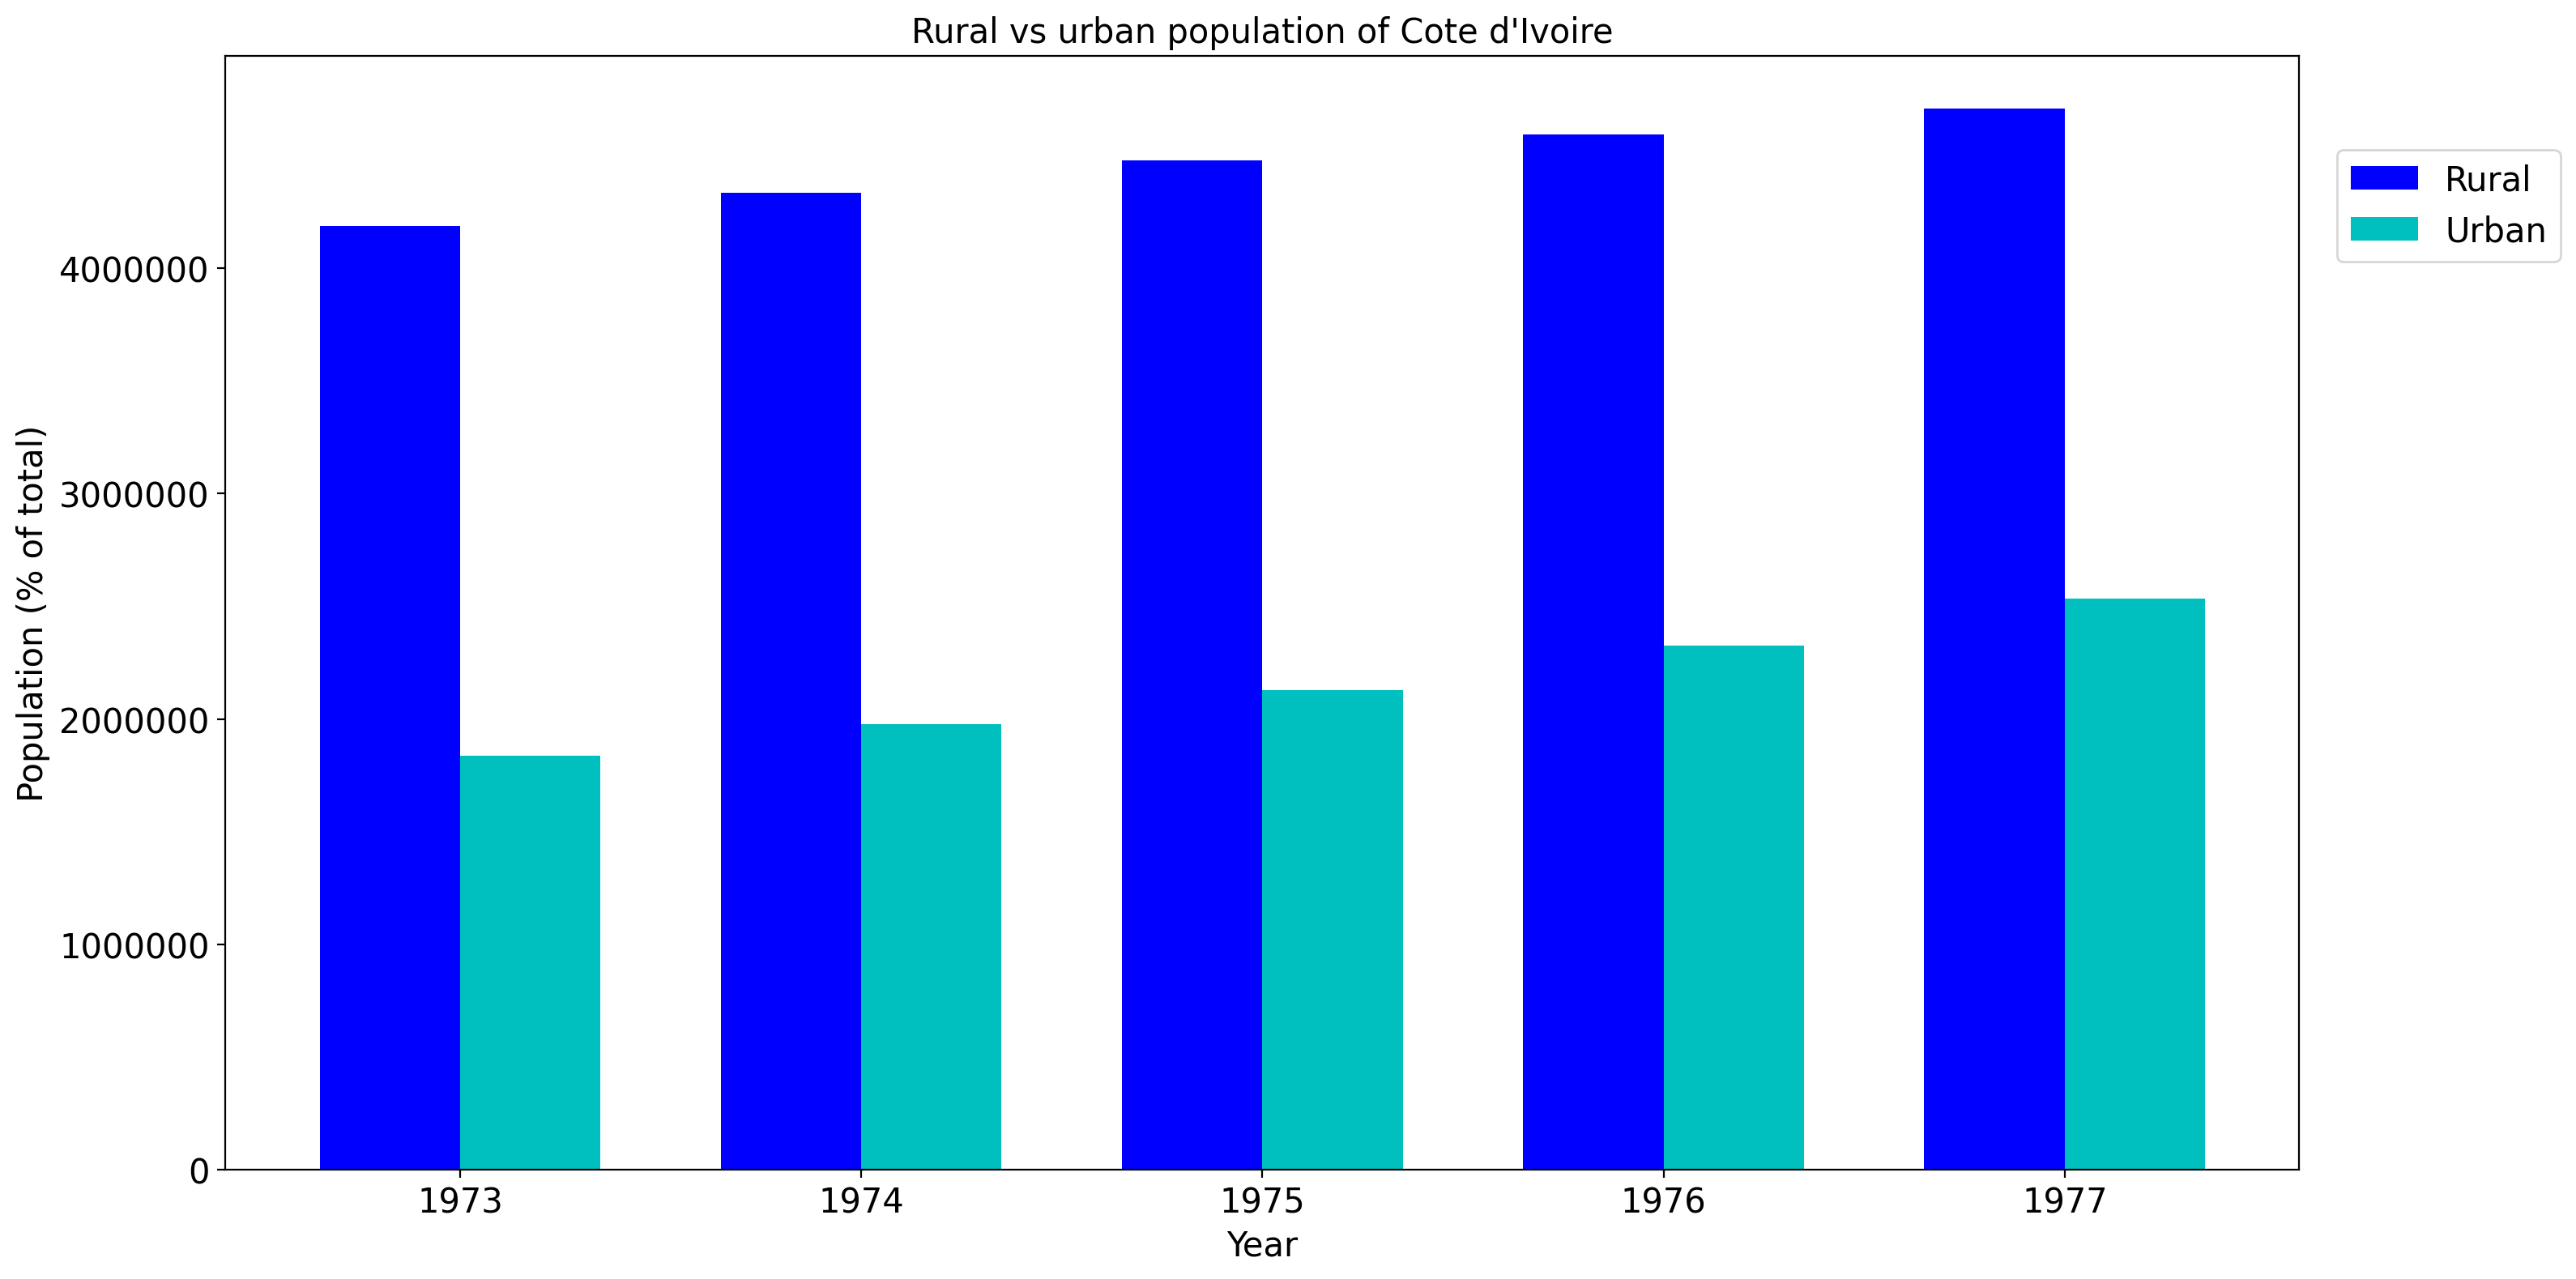 Rural vs urban population of Cote d'Ivoire
Population (% of total)
4000000
3000000
2000000
1000000
0
1973 1974 1975 1976 1977
Year
Rural
Urban